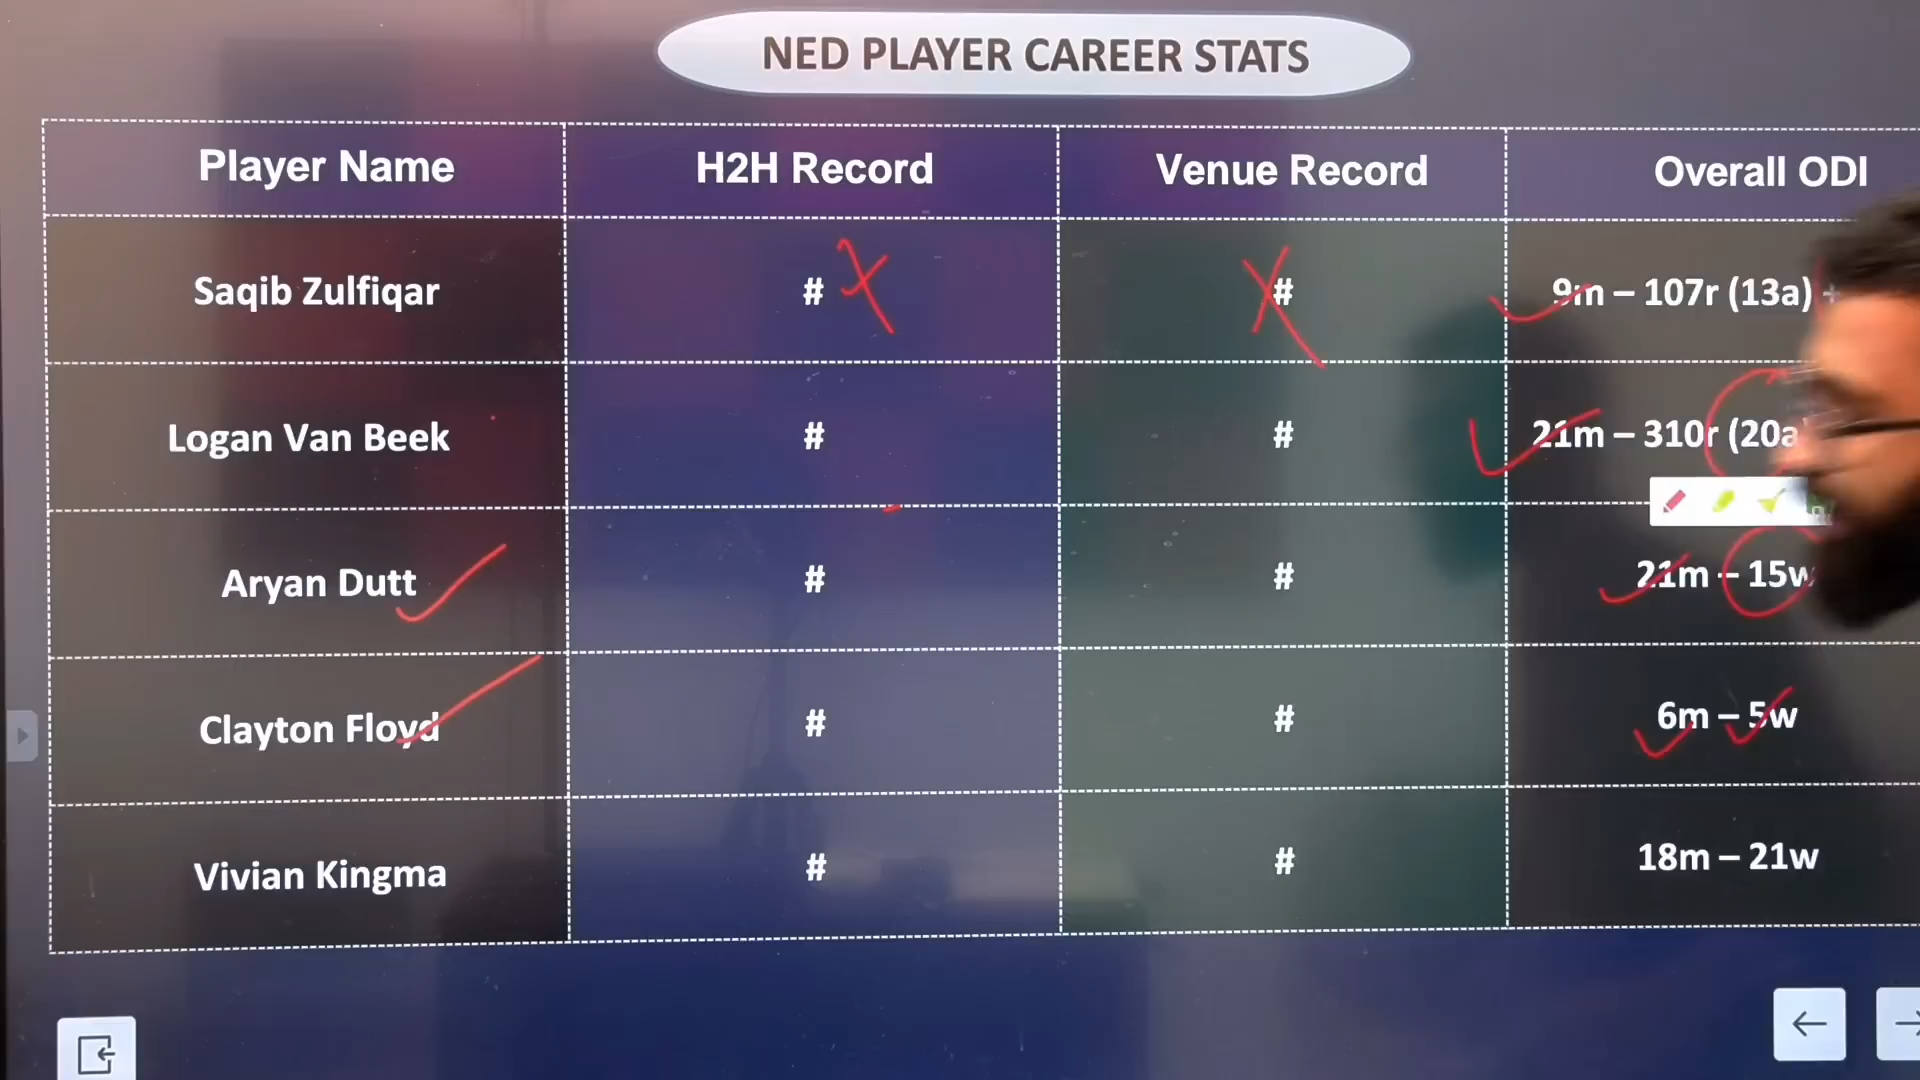 NED PLAYER CAREER STATS
Player Name H2H Record Venue Record Overall ODI
Saqib Zulfiqar # # 9m – 107r (13a) +
Logan Van Beek # # 21m – 310r (20a
Aryan Dutt # # 21m – 15w
Clayton Floyd # # 6m – 5w
Vivian Kingma # # 18m – 21w